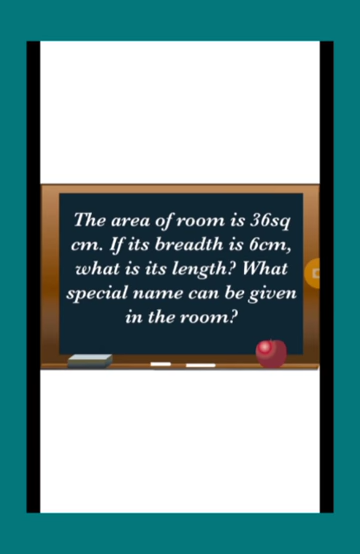 The area of room is 36sq
cm. If its breadth is 6cm,
what is its length? What
special name can be given
in the room?